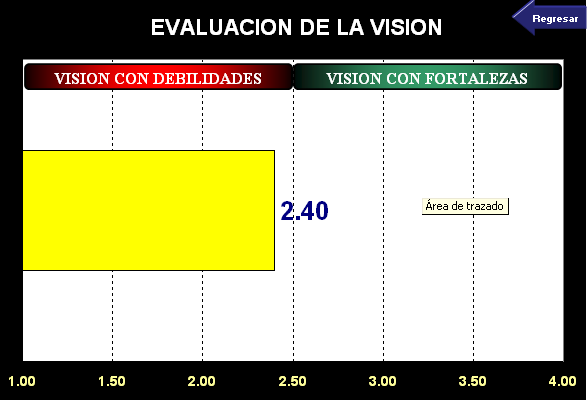 EVALUACION DE LA VISION
Regresar
VISION CON DEBILIDADES
VISION CON FORTALEZAS
2.40
Área de trazado
1.00 1.50 2.00 2.50 3.00 3.50 4.00